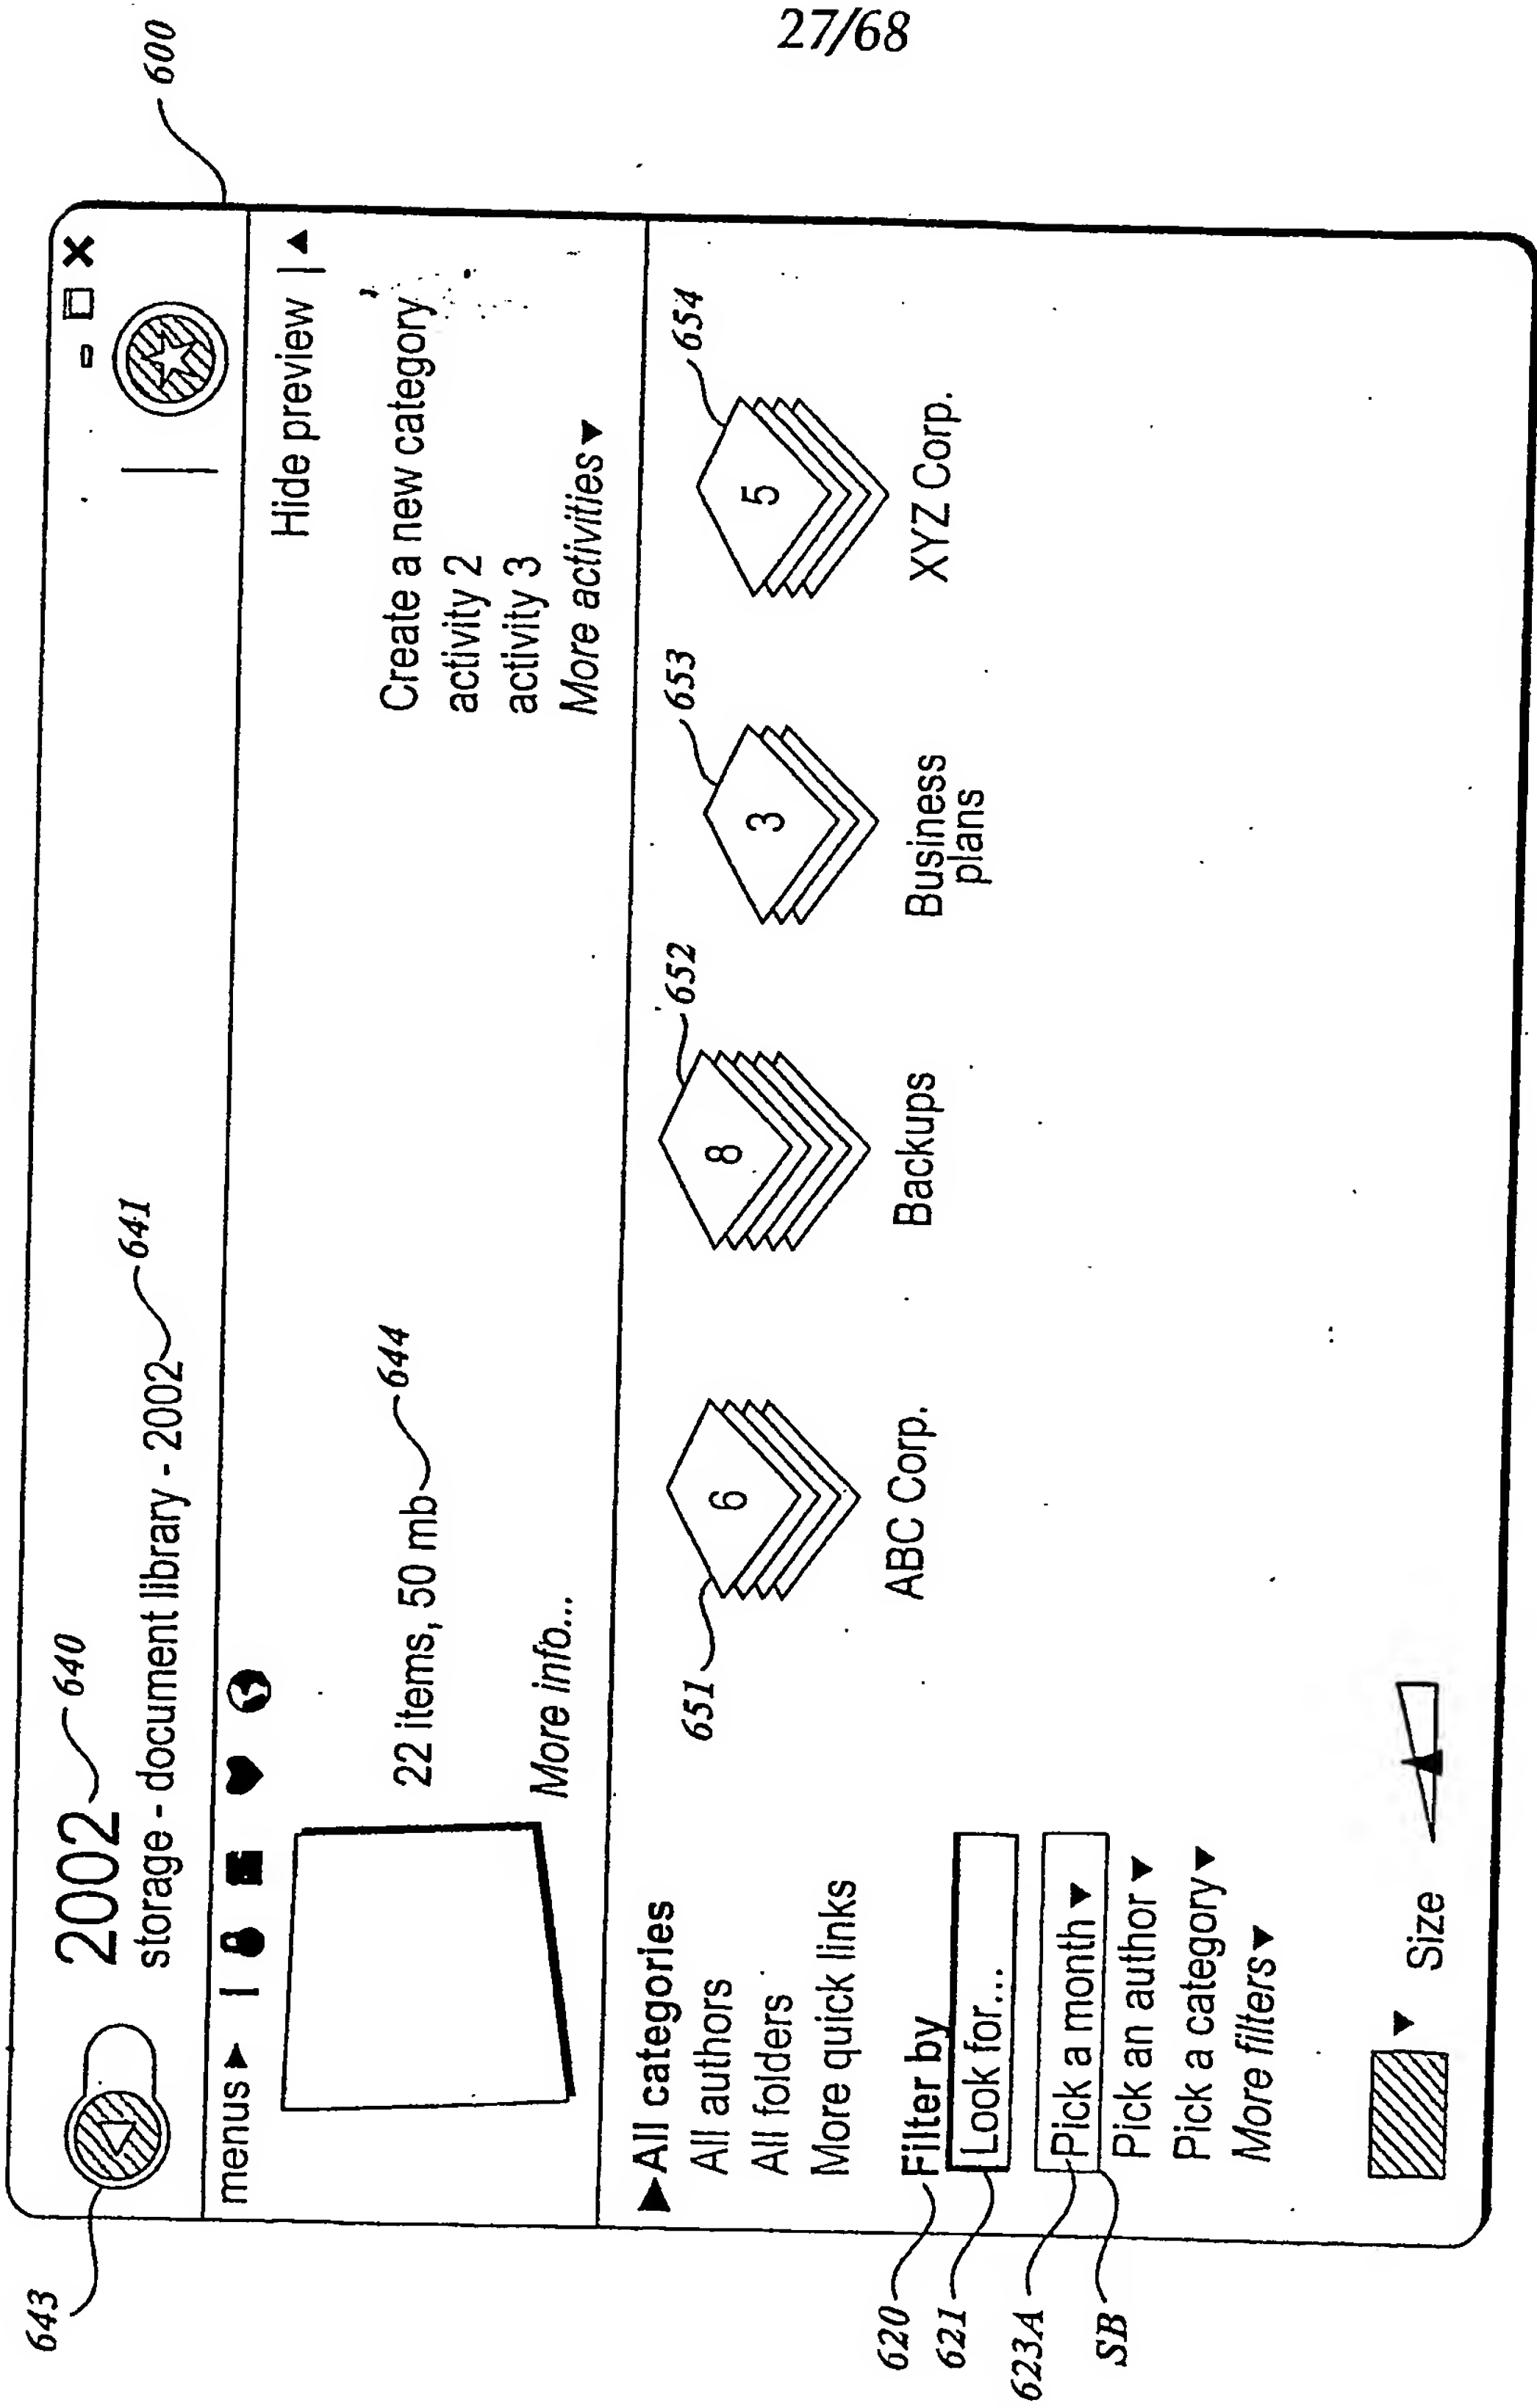 27/68
600
643
2002
640
storage - document library - 2002
641
menus
Hide preview
22 items, 50 mb
644
More info...
Create a new category
activity 2
activity 3
More activities
All categories
All authors
All folders
More quick links
620
Filter by
621
Look for...
623A
Pick a month
SB
Pick an author
Pick a category
More filters
Size
651
6
ABC Corp.
652
8
Backups
653
3
Business
plans
654
5
XYZ Corp.